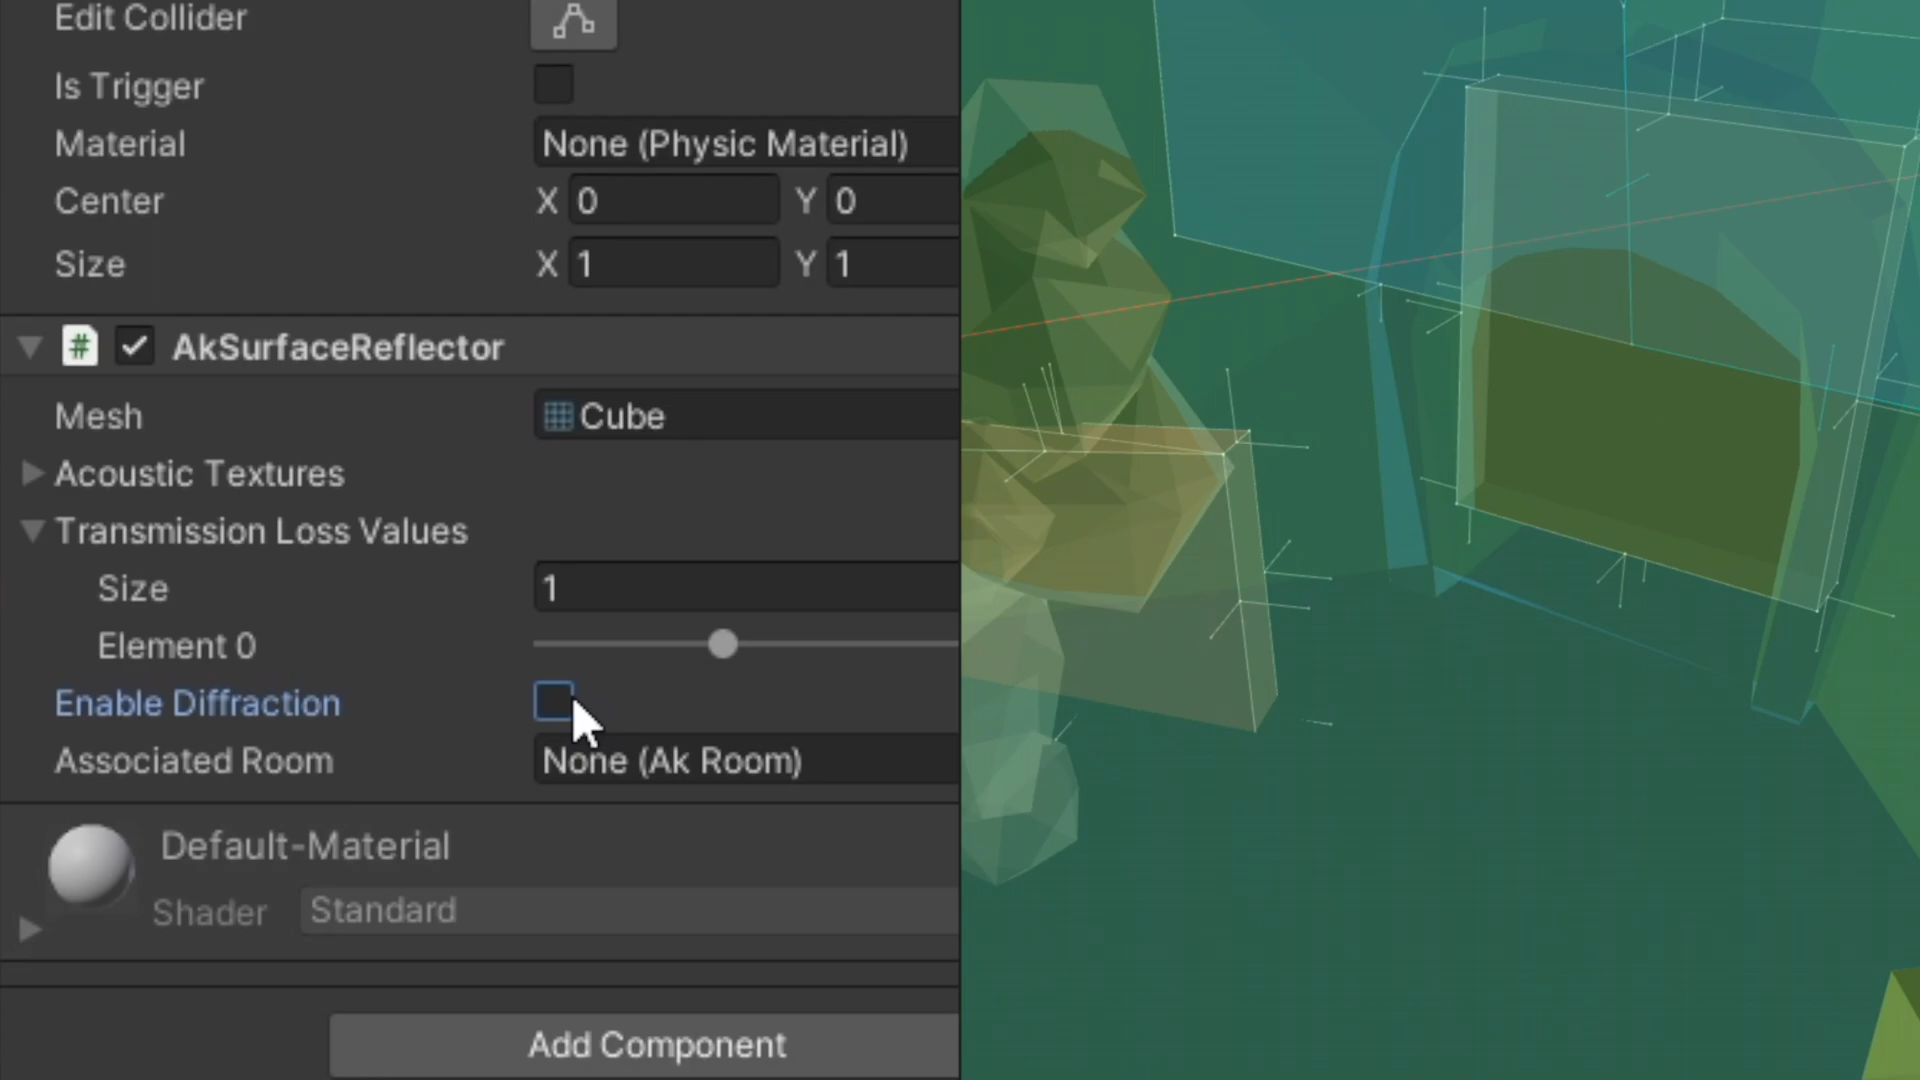 Edit Collider
Is Trigger
Material None (Physic Material)
Center X 0 Y 0
Size X 1 Y 1
# AkSurfaceReflector
Mesh Cube
Acoustic Textures
Transmission Loss Values
Size 1
Element 0
Enable Diffraction
Associated Room None (Ak Room)
Default-Material
Shader Standard
Add Component